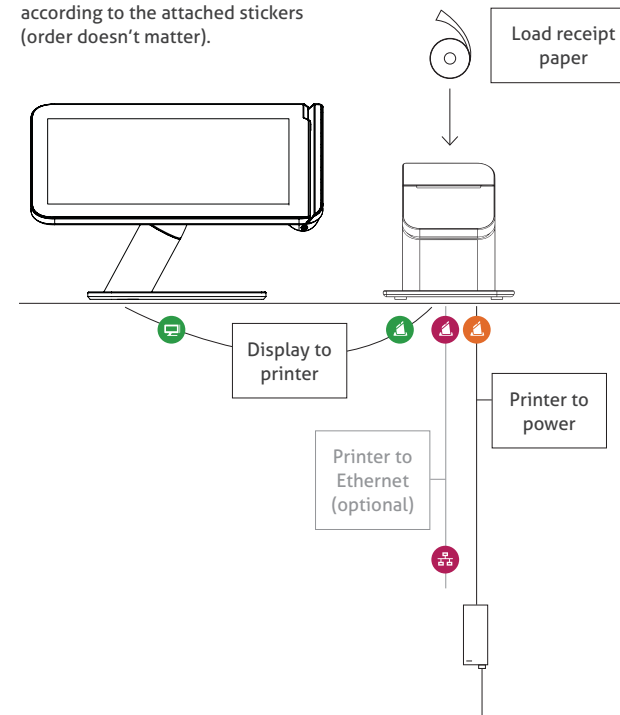 according to the attached stickers
(order doesn’t matter).
Load receipt
paper
Display to
printer
Printer to
power
Printer to
Ethernet
(optional)